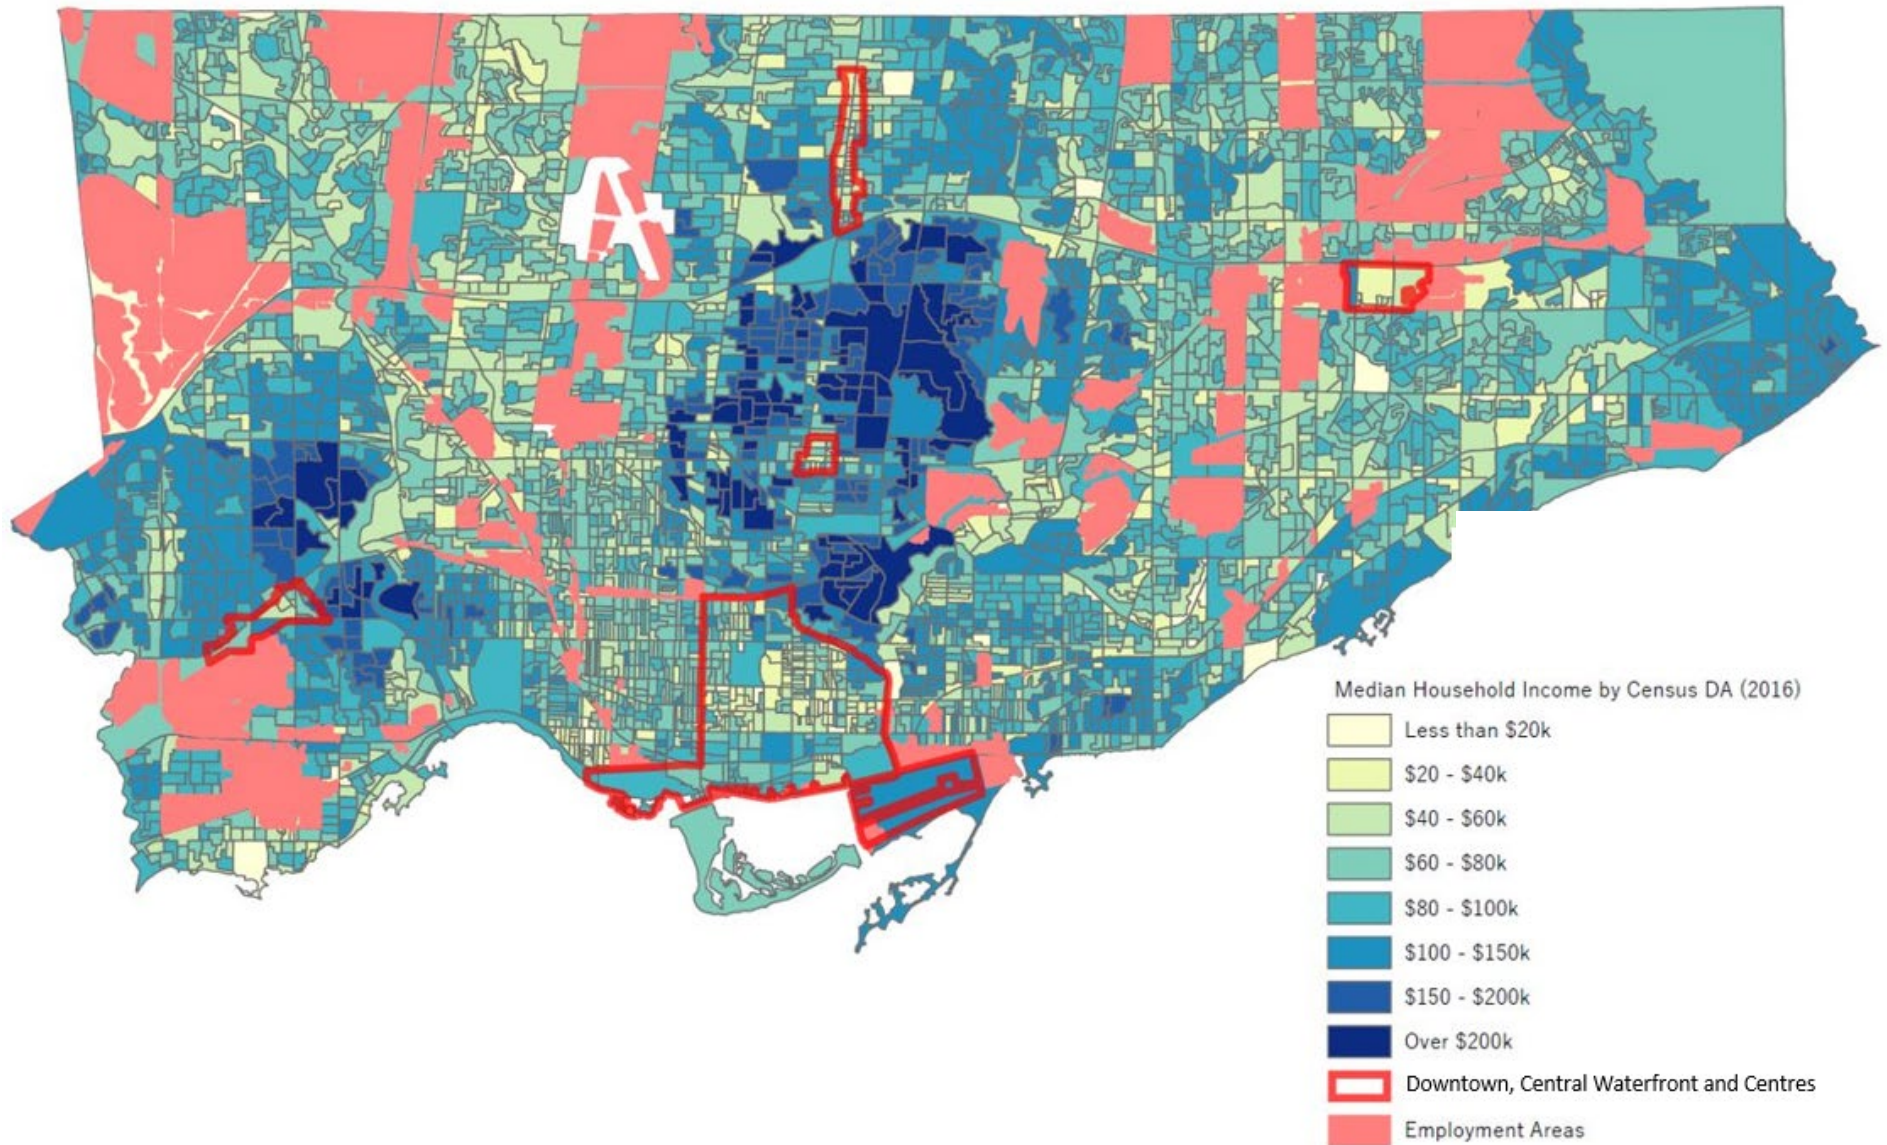 Median Household Income by Census DA (2016)
Less than $20k
$20 - $40k
$40 - $60k
$60 - $80k
$80 - $100k
$100 - $150k
$150 - $200k
Over $200k
Downtown, Central Waterfront and Centres
Employment Areas